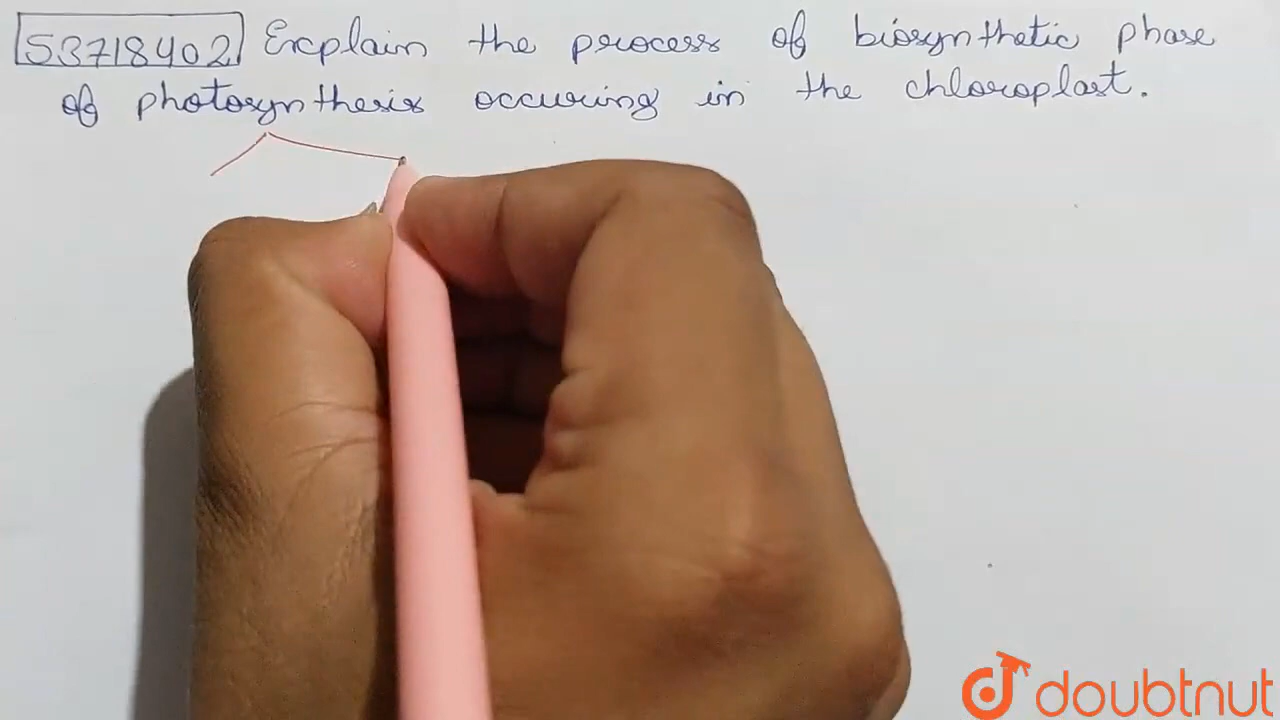 53718402 Explain the process of biosynthetic phase
of photosynthesis occuring in the chloroplast.
doubtnut